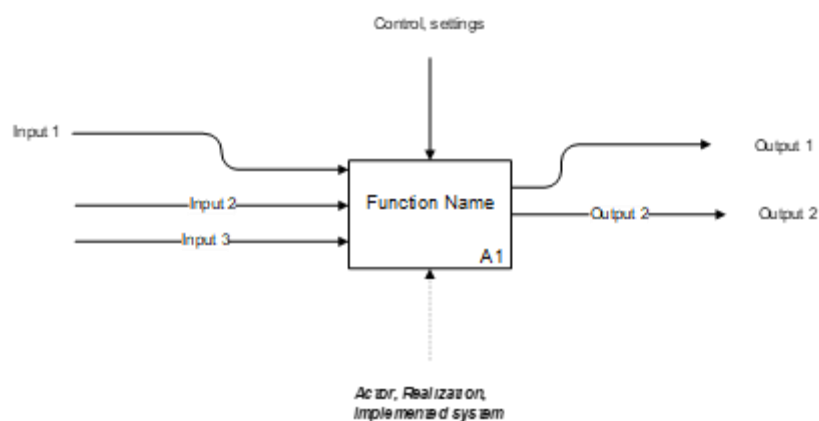 Control, settings
Input 1
Output 1
Input 2
Function Name
Output 2
Output 2
Input 3
A1
Actor, Realization,
Implemented system